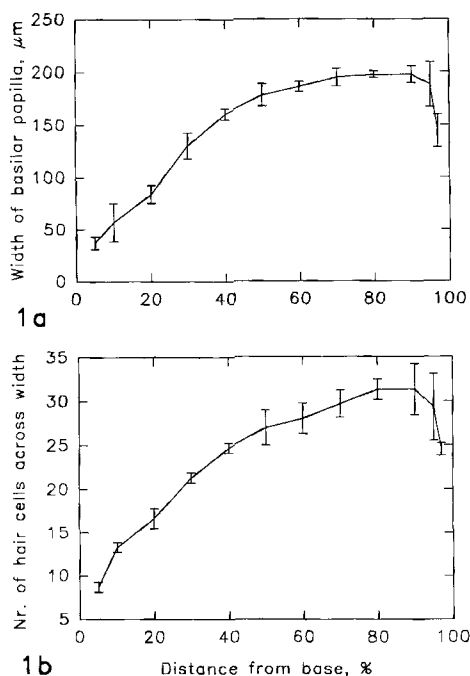 Width of basilar papilla, μm
200
150
100
50
0
0 20 40 60 80 100
1a
Nr. of hair cells across width
35
30
25
20
15
10
5
0 20 40 60 80 100
1b
Distance from base, %